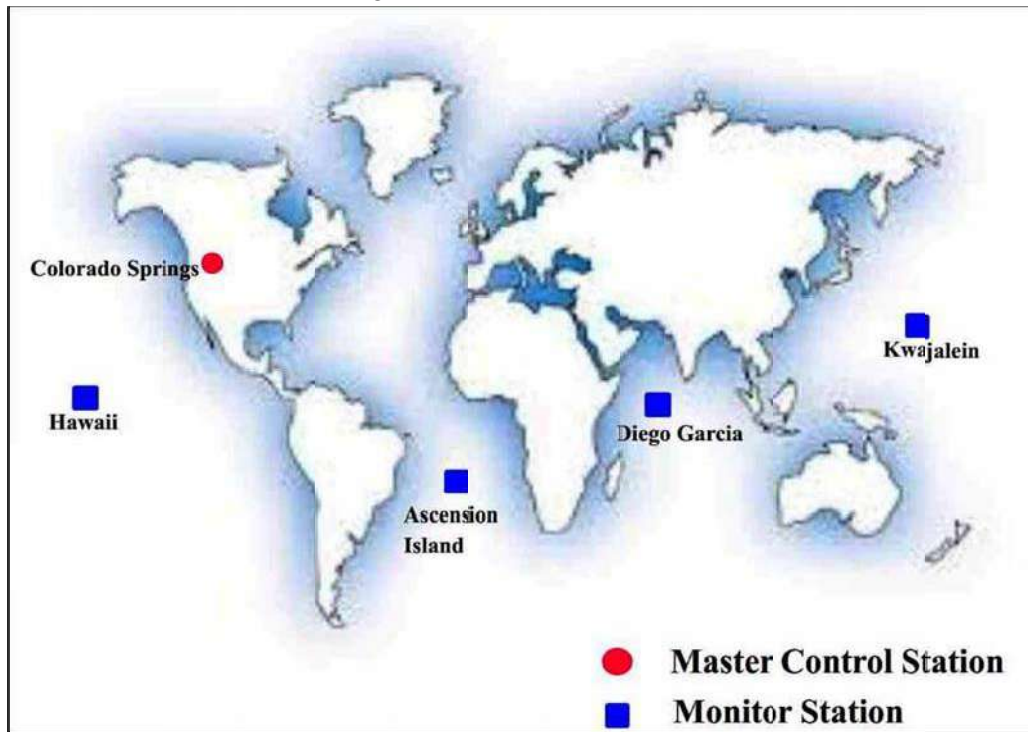 Colorado Springs
Kwajalein
Hawaii
Diego Garcia
Ascension
Island
Master Control Station
Monitor Station